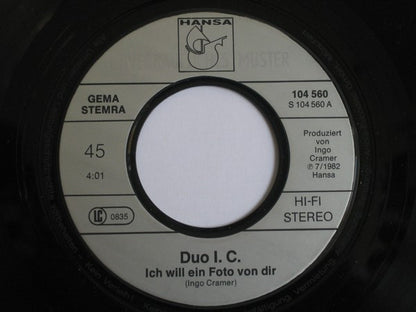 HANSA
MUSTER
GEMA
STEMRA
104 560
S 104 560 A
45
4:01
Produziert
von
Ingo
Cramer
℗ 7/1982
Hansa
LC 0835
HI-FI
STEREO
Duo I. C.
Ich will ein Foto von dir
(Ingo Cramer)